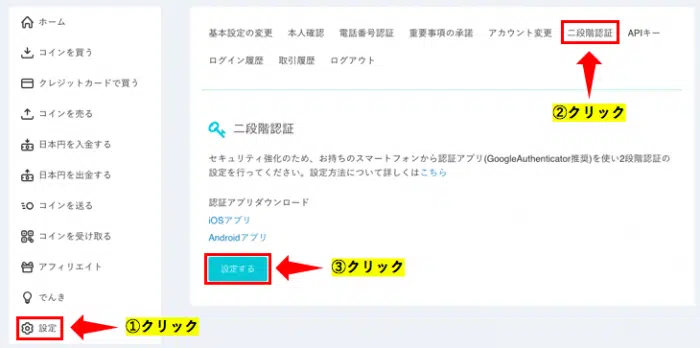 ホーム
コインを買う
クレジットカードで買う
コインを売る
日本円を入金する
日本円を出金する
コインを送る
コインを受け取る
アフィリエイト
でんき
設定
①クリック
基本設定の変更 本人確認 電話番号認証 重要事項の承諾 アカウント変更 二段階認証 APIキー
ログイン履歴 取引履歴 ログアウト
②クリック
二段階認証
セキュリティ強化のため、お持ちのスマートフォンから認証アプリ(GoogleAuthenticator推奨)を使い2段階認証の
設定を行ってください。設定方法について詳しくはこちら
認証アプリダウンロード
iOSアプリ
Androidアプリ
設定する
③クリック